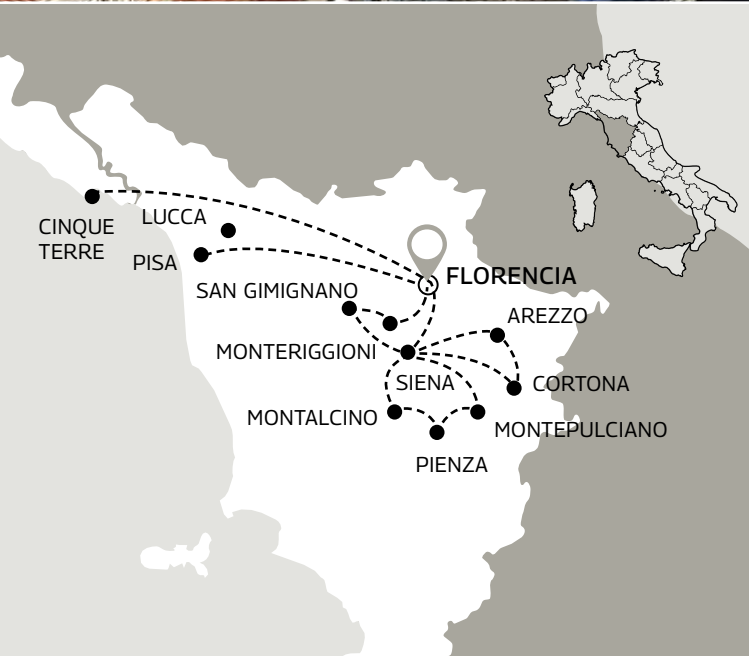 CINQUE
TERRE
LUCCA
PISA
FLORENCIA
SAN GIMIGNANO
AREZZO
MONTERIGGIONI
SIENA
CORTONA
MONTALCINO
MONTEPULCIANO
PIENZA